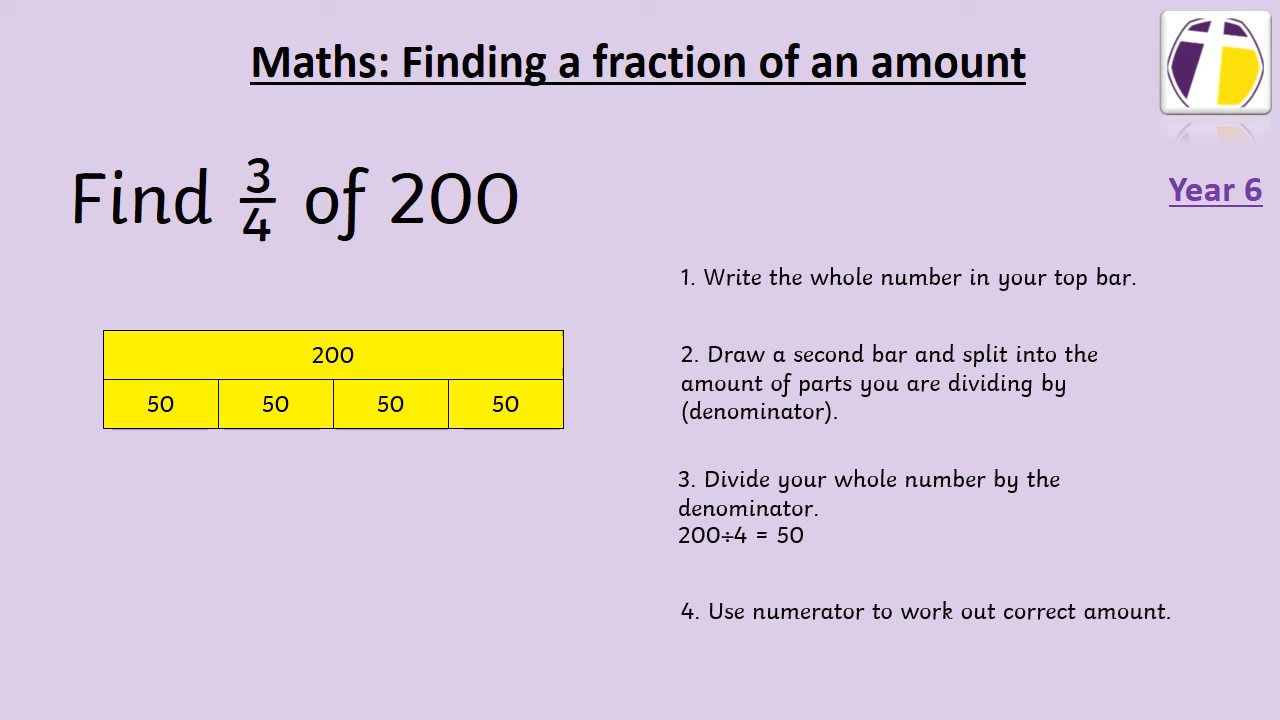 Maths: Finding a fraction of an amount
Find 3/4 of 200
Year 6
200
50 50 50 50
1. Write the whole number in your top bar.
2. Draw a second bar and split into the
amount of parts you are dividing by
(denominator).
3. Divide your whole number by the
denominator.
200÷4 = 50
4. Use numerator to work out correct amount.